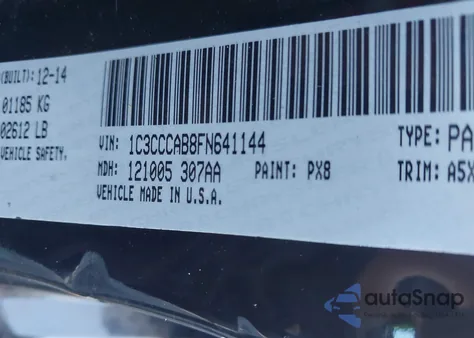 (BUILT): 12-14
01185 KG
02612 LB
VEHICLE SAFETY.
VIN: 1C3CCCAB8FN641144
TYPE: PA
MDH: 121005 307AA
PAINT: PX8
TRIM: A5X
VEHICLE MADE IN U.S.A.
autoSnap